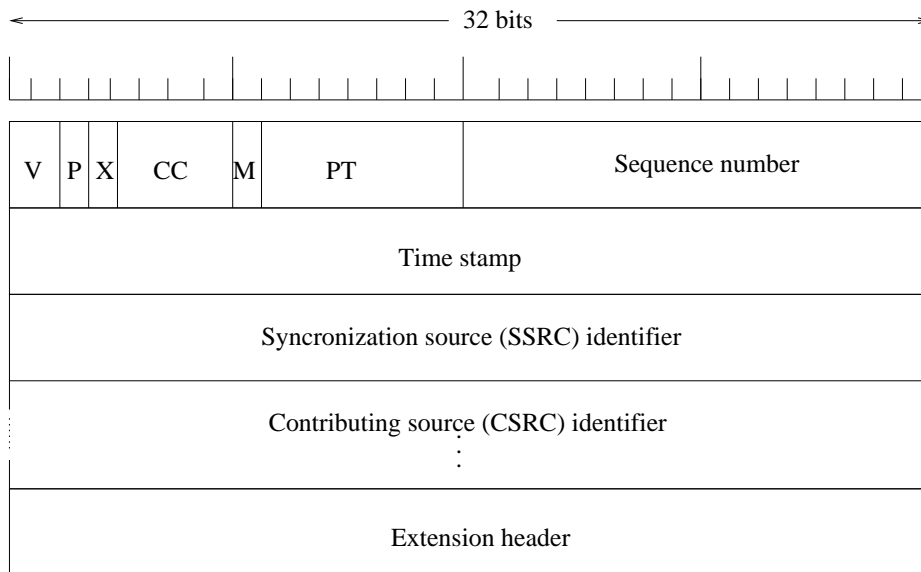 32 bits
V P X CC M PT Sequence number
Time stamp
Syncronization source (SSRC) identifier
Contributing source (CSRC) identifier
Extension header